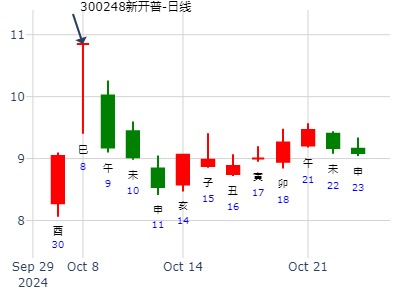 300248新开普-日线
11
10
9
8
酉
30
巳
8
午
9
未
10
申
11
亥
14
子
15
丑
16
寅
17
卯
18
午
21
未
22
申
23
Sep 29
2024
Oct 8
Oct 14
Oct 21